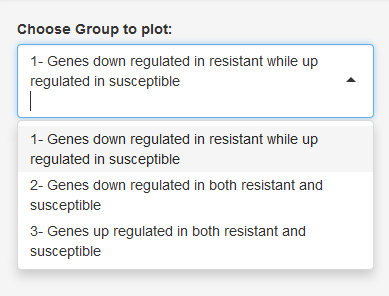 Choose Group to plot:
1- Genes down regulated in resistant while up
regulated in susceptible
1- Genes down regulated in resistant while up
regulated in susceptible
2- Genes down regulated in both resistant and
susceptible
3- Genes up regulated in both resistant and
susceptible